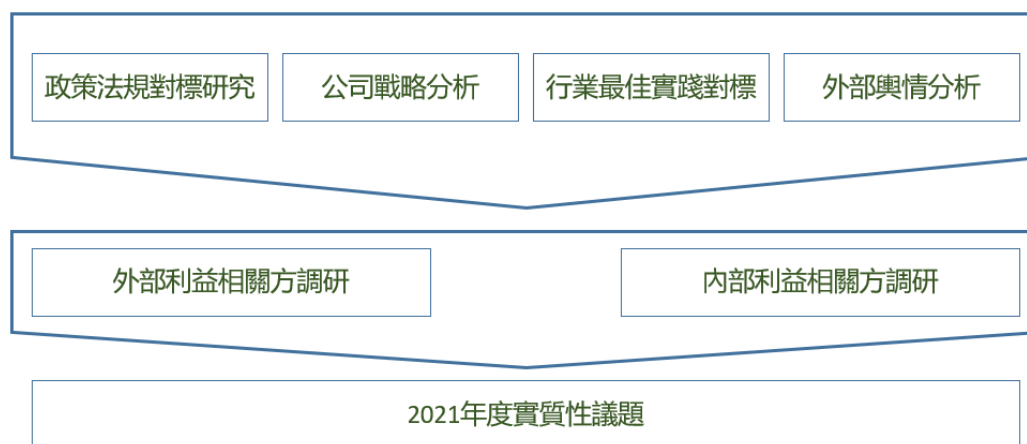 政策法規對標研究
公司戰略分析
行業最佳實踐對標
外部輿情分析
外部利益相關方調研
內部利益相關方調研
2021年度實質性議題